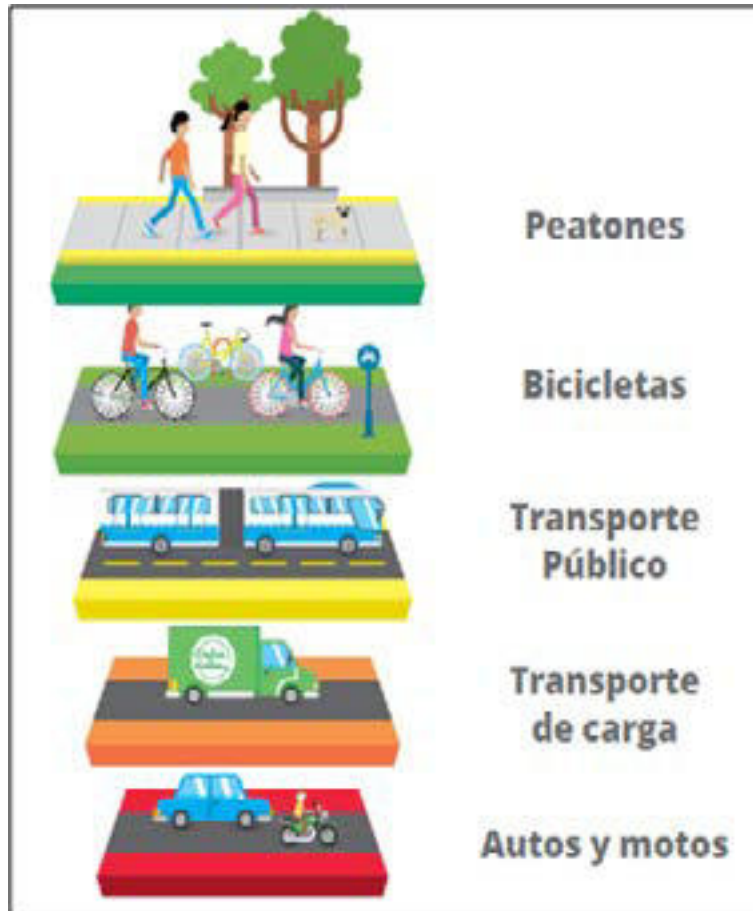 Peatones
Bicicletas
Transporte
Público
Transporte
de carga
Autos y motos